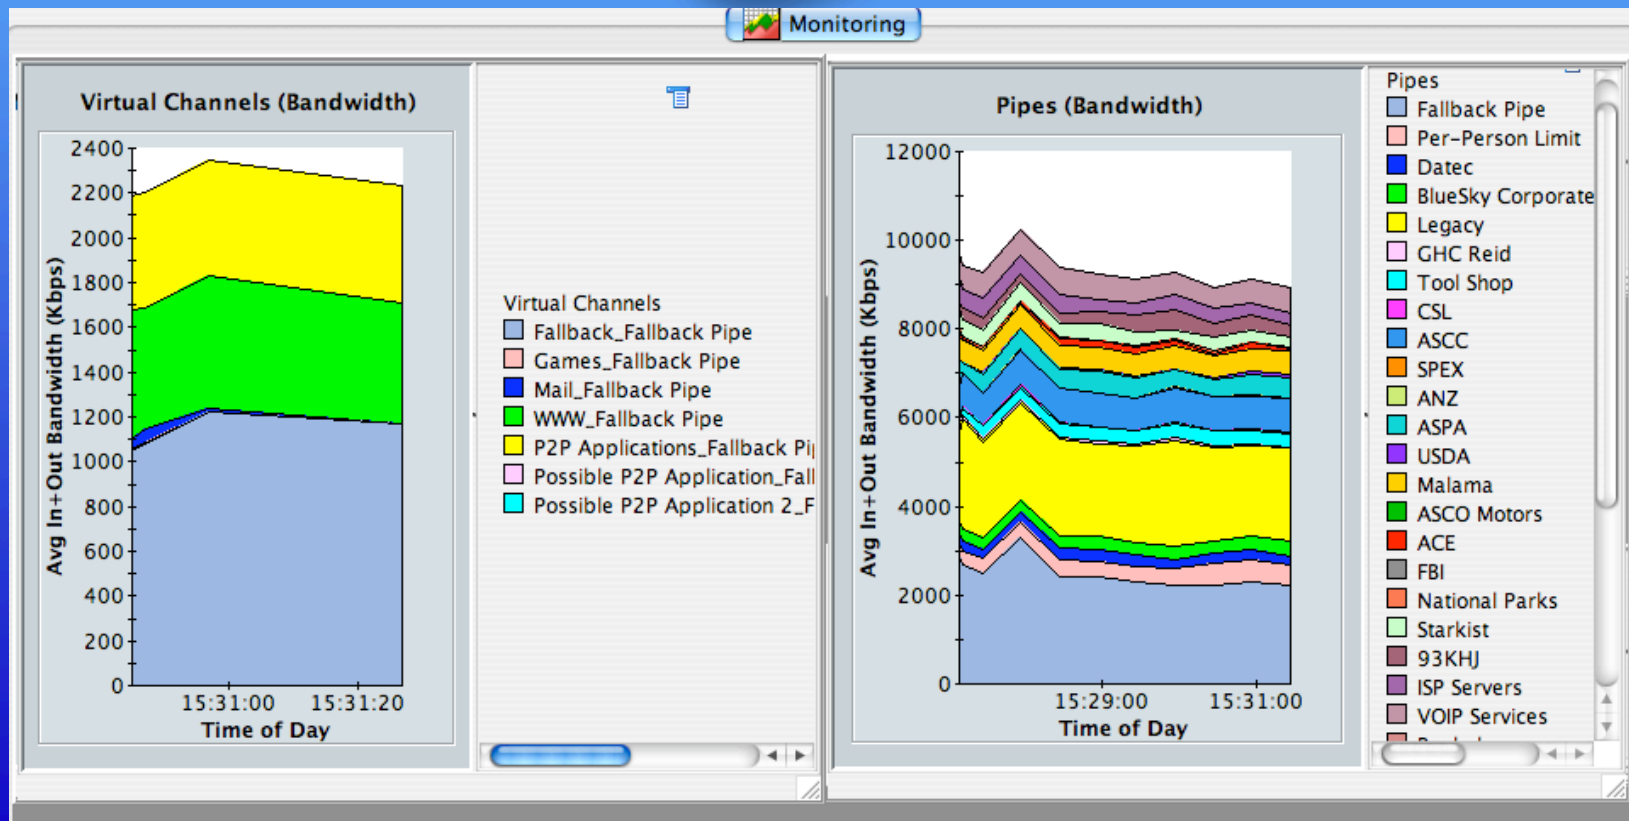 Monitoring
Virtual Channels (Bandwidth)
2400
2200
2000
1800
1600
1400
1200
1000
800
600
400
200
0
Avg In+Out Bandwidth (Kbps)
15:31:00 15:31:20
Time of Day
Virtual Channels
Fallback_Fallback Pipe
Games_Fallback Pipe
Mail_Fallback Pipe
WWW_Fallback Pipe
P2P Applications_Fallback Pi
Possible P2P Application_Fall
Possible P2P Application 2_F
Pipes (Bandwidth)
12000
10000
8000
6000
4000
2000
0
Avg In+Out Bandwidth (Kbps)
15:29:00 15:31:00
Time of Day
Pipes
Fallback Pipe
Per-Person Limit
Datec
BlueSky Corporate
Legacy
GHC Reid
Tool Shop
CSL
ASCC
SPEX
ANZ
ASPA
USDA
Malama
ASCO Motors
ACE
FBI
National Parks
Starkist
93KHJ
ISP Servers
VOIP Services